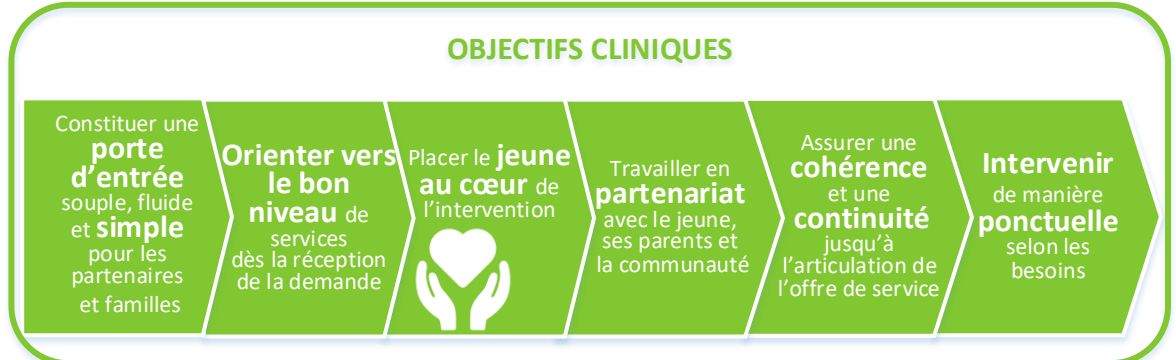 OBJECTIFS CLINIQUES
Constituer une
porte
d'entrée
souple, fluide
et simple
pour les
partenaires
et familles
Orienter vers
le bon
niveau de
services
dès la réception
de la demande
Placer le jeune
au cœur de
l'intervention
Travailler en
partenariat
avec le jeune,
ses parents et
la communauté
Assurer une
cohérence
et une
continuité
jusqu'à
l'articulation de
l'offre de service
Intervenir
de manière
ponctuelle
selon les
besoins